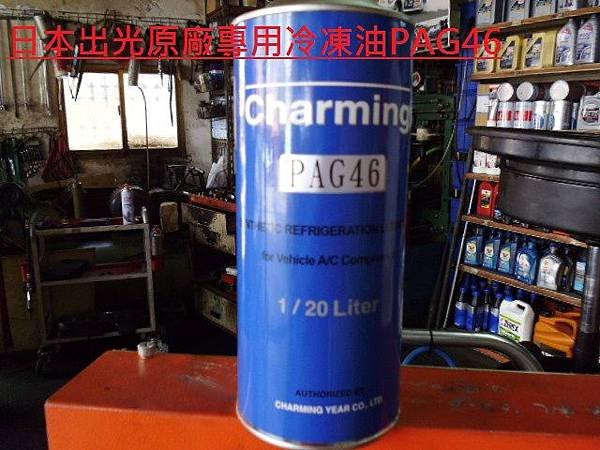 日本出光原廠專用冷凍油PAG46
Charming
PAG46
REFRIGERATION
for Vehicle A/C
1 / 20 Liter
AUTHORIZED BY
CHARMING YEAR CO., LTD.